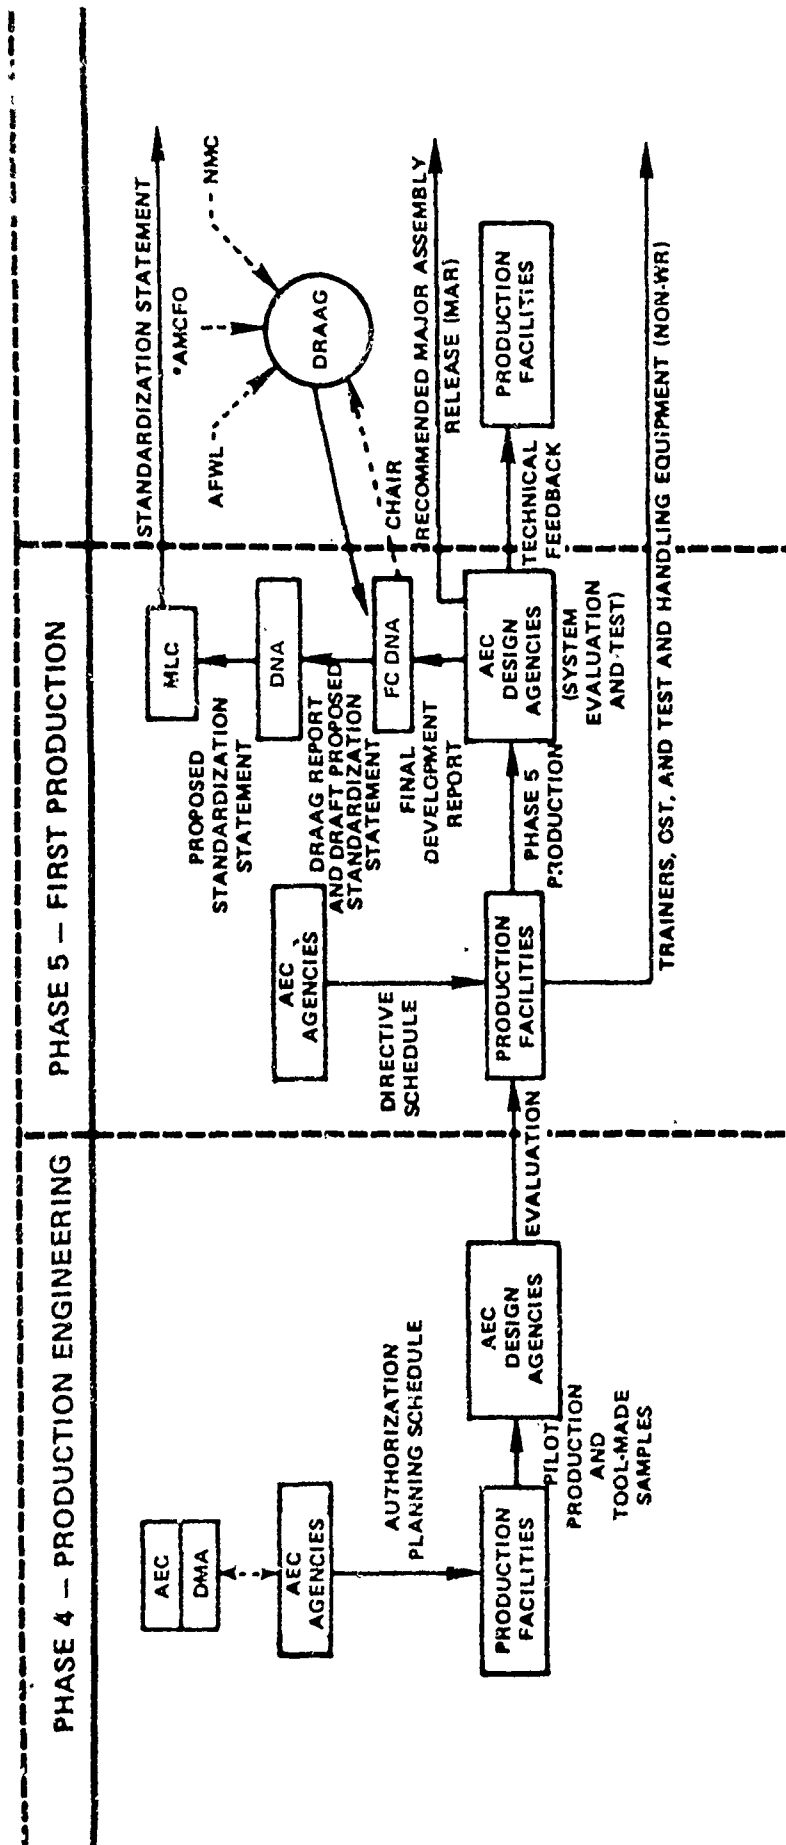 PHASE 4 — PRODUCTION ENGINEERING
AEC
DMA
AEC
AGENCIES
AUTHORIZATION
PLANNING SCHEDULE
PRODUCTION
FACILITIES
PILOT
PRODUCTION
AND
TOOL-MADE
SAMPLES
AEC
DESIGN
AGENCIES
EVALUATION
PHASE 5 — FIRST PRODUCTION
AEC
AGENCIES
DIRECTIVE
SCHEDULE
PRODUCTION
FACILITIES
PHASE 5
PRODUCTION
MLC
PROPOSED
STANDARDIZATION
STATEMENT
DNA
DRAAG REPORT
AND DRAFT PROPOSED
STANDARDIZATION
STATEMENT
FC DNA
FINAL
DEVELOPMENT
REPORT
AEC
DESIGN
AGENCIES
(SYSTEM
EVALUATION
AND TEST)
STANDARDIZATION STATEMENT
*AMCFO
NMC
AFWL
DRAAG
CHAIR
RECOMMENDED MAJOR ASSEMBLY
RELEASE (MAR)
TECHNICAL
FEEDBACK
PRODUCTION
FACILITIES
TRAINERS, OST, AND TEST AND HANDLING EQUIPMENT (NON-WR)